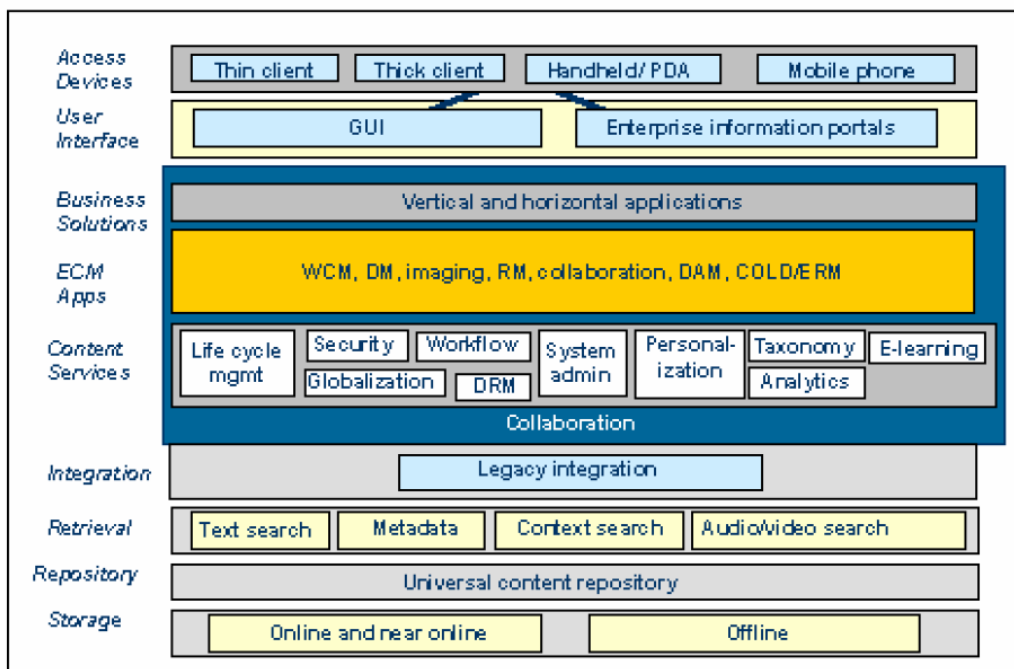 Access
Devices
Thin client
Thick client
Handheld/ PDA
Mobile phone
User
Interface
GUI
Enterprise information portals
Business
Solutions
Vertical and horizontal applications
ECM
Apps
WCM, DM, imaging, RM, collaboration, DAM, COLD/ERM
Content
Services
Life cycle
mgmt
Security
Globalization
Workflow
DRM
System
admin
Personal-
ization
Taxonomy
Analytics
E-learning
Collaboration
Integration
Legacy integration
Retrieval
Text search
Metadata
Context search
Audio/video search
Repository
Universal content repository
Storage
Online and near online
Offline